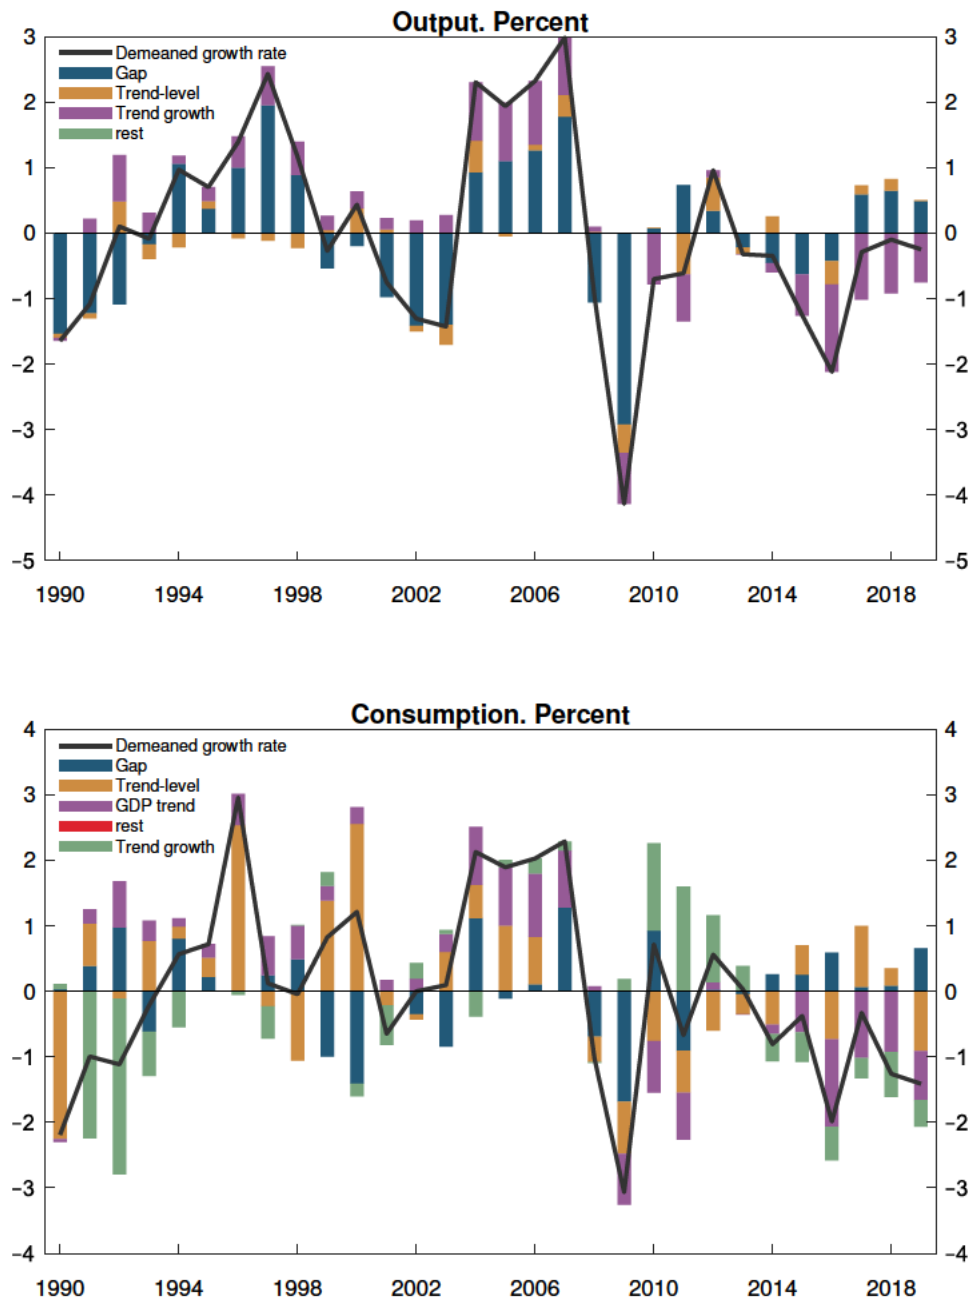 Output. Percent
3 3
Demeaned growth rate
Gap
2 Trend-level 2
Trend growth
rest
1 1
0 0
−1 −1
−2 −2
−3 −3
−4 −4
−5 −5
1990 1994 1998 2002 2006 2010 2014 2018
Consumption. Percent
4 4
Demeaned growth rate
Gap
3 Trend-level 3
GDP trend
rest
Trend growth
2 2
1 1
0 0
−1 −1
−2 −2
−3 −3
−4 −4
1990 1994 1998 2002 2006 2010 2014 2018